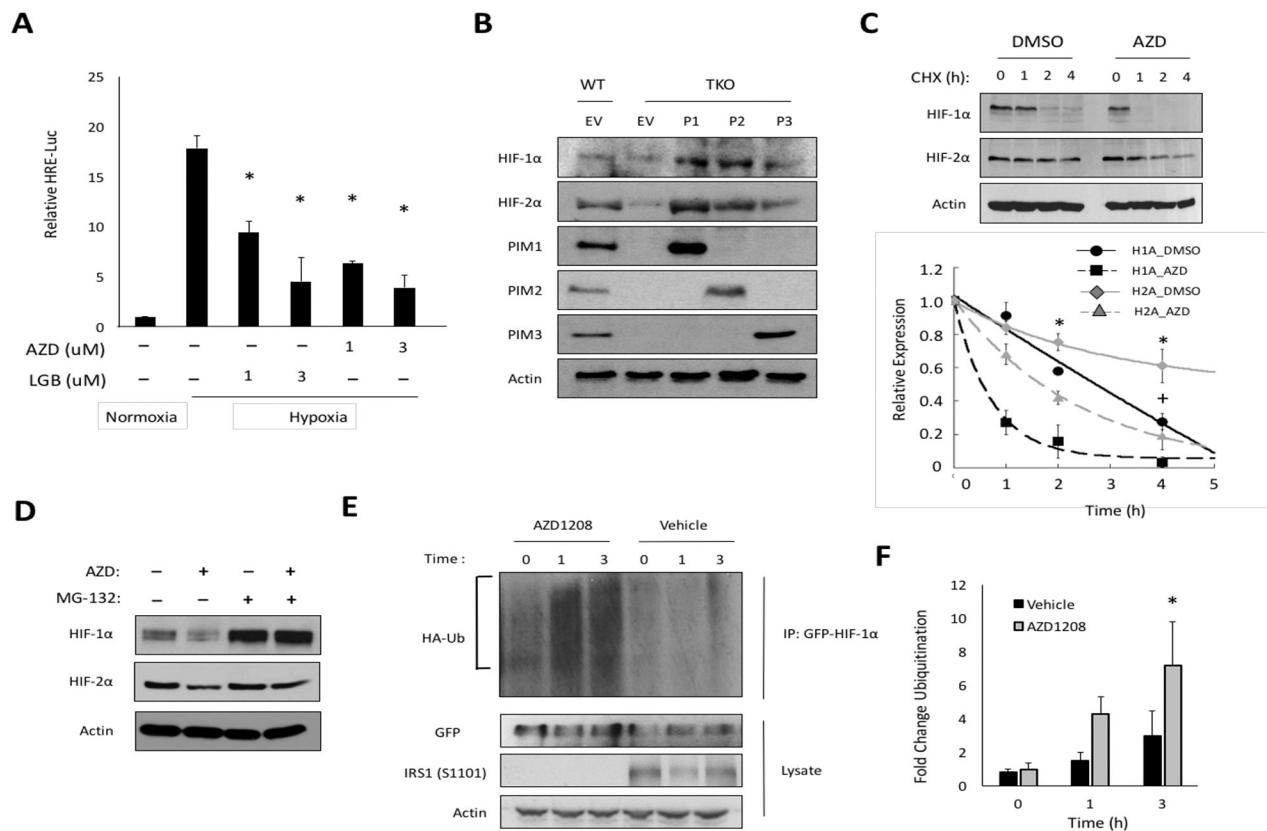 A
25
20
15
10
5
0
Relative HRE-Luc
* * * *
AZD (uM) – – – – 1 3
LGB (uM) – – 1 3 – –
Normoxia Hypoxia
B
WT TKO
EV EV P1 P2 P3
HIF-1α
HIF-2α
PIM1
PIM2
PIM3
Actin
C
DMSO AZD
CHX (h): 0 1 2 4 0 1 2 4
HIF-1α
HIF-2α
Actin
H1A_DMSO
H1A_AZD
H2A_DMSO
H2A_AZD
1.2
1.0
0.8
0.6
0.4
0.2
0
Relative Expression
* *
+
0 1 2 3 4 5
Time (h)
D
AZD: – + – +
MG-132: – – + +
HIF-1α
HIF-2α
Actin
E
AZD1208 Vehicle
Time : 0 1 3 0 1 3
HA-Ub
IP: GFP-HIF-1α
GFP
IRS1 (S1101)
Lysate
Actin
F
12
10
8
6
4
2
0
Fold Change Ubiquitination
Vehicle
AZD1208
*
0 1 3
Time (h)